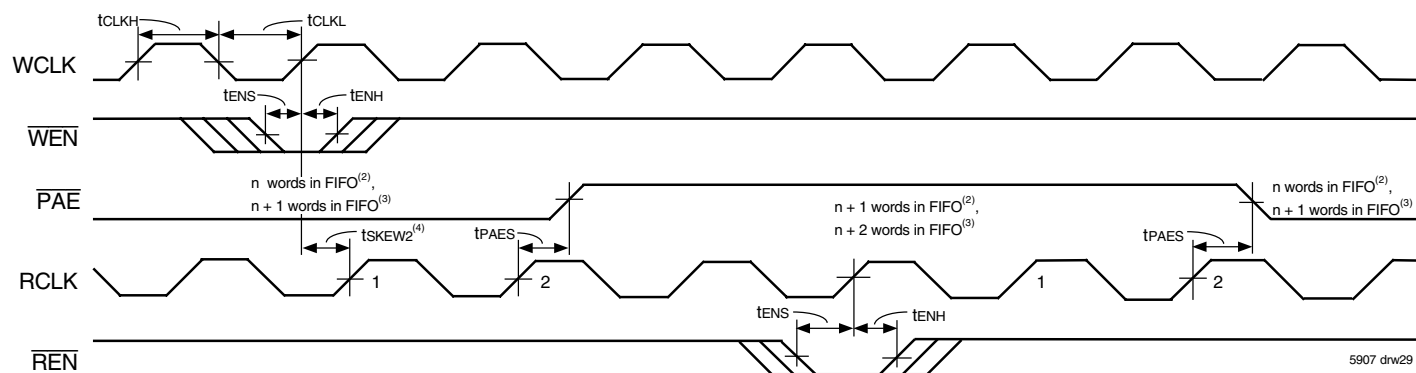 tCLKH
tCLKL
WCLK
tENS
tENH
WEN
n words in FIFO(2),
n + 1 words in FIFO(3)
PAE
n + 1 words in FIFO(2),
n + 2 words in FIFO(3)
n words in FIFO(2),
n + 1 words in FIFO(3)
tSKEW2(4)
tPAES
tPAES
RCLK
1
2
1
2
tENS
tENH
REN
5907 drw29